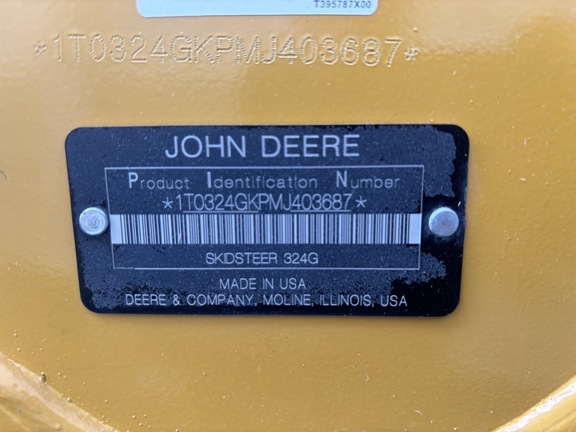 T395787X00
*1T0324GKPMJ403687*
JOHN DEERE
Product Identification Number
*1T0324GKPMJ403687*
SKIDSTEER 324G
MADE IN USA
DEERE & COMPANY, MOLINE, ILLINOIS, USA